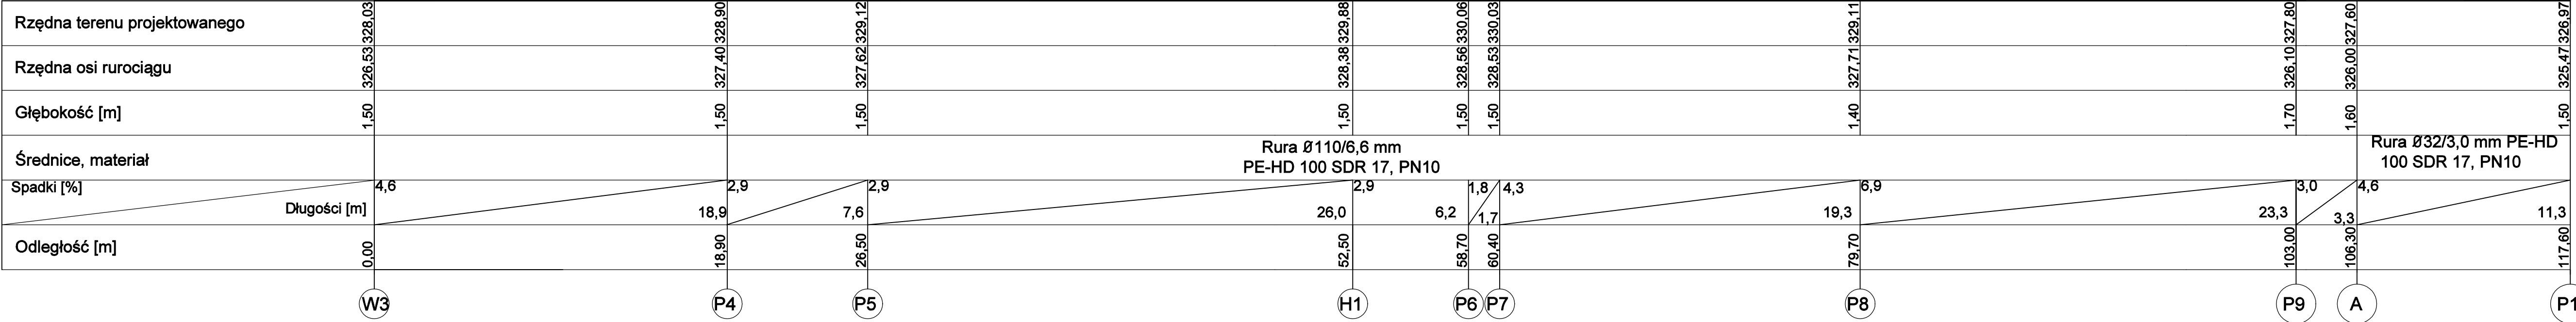 Rzędna terenu projektowanego 328,03 328,90 329,12 329,88 330,06 330,03 329,11 327,80 327,60 326,97
Rzędna osi rurociągu 326,53 327,40 327,62 328,38 328,56 328,53 327,71 326,10 326,00 325,47
Głębokość [m] 1,50 1,50 1,50 1,50 1,50 1,50 1,40 1,70 1,60 1,50
Średnice, materiał
Rura Ø110/6,6 mm
PE-HD 100 SDR 17, PN10
Rura Ø32/3,0 mm PE-HD
100 SDR 17, PN10
Spadki [%] 4,6 2,9 2,9 2,9 1,8 4,3 6,9 3,0 4,6
Długości [m] 18,9 7,6 26,0 6,2 1,7 19,3 23,3 3,3 11,3
Odległość [m] 0,00 18,90 26,50 52,50 58,70 60,40 79,70 103,00 106,30 117,60
W3 P4 P5 H1 P6 P7 P8 P9 A